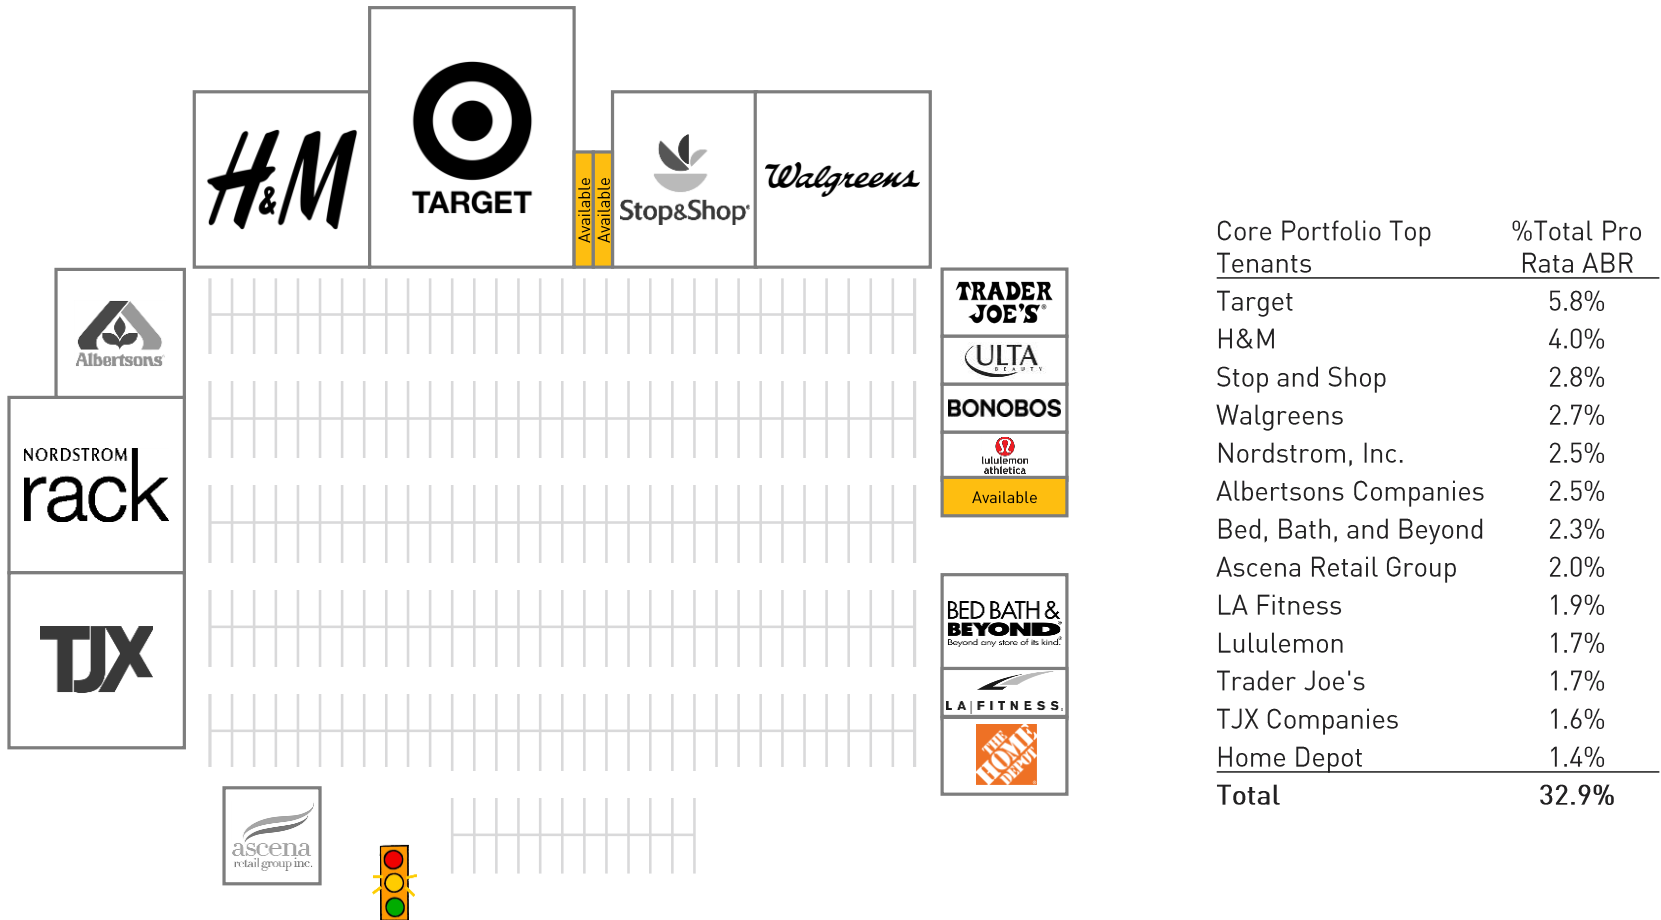 H&M
TARGET
Available
Available
Stop&Shop®
Walgreens
Albertsons
NORDSTROM
rack
TJX
ascena
retail group inc.
TRADER
JOE'S®
ULTA
BEAUTY
BONOBOS
lululemon
athletica
Available
BED BATH &
BEYOND®
Beyond any store of its kind.®
LA|FITNESS.
THE
HOME
DEPOT
Core Portfolio Top %Total Pro
Tenants Rata ABR
Target 5.8%
H&M 4.0%
Stop and Shop 2.8%
Walgreens 2.7%
Nordstrom, Inc. 2.5%
Albertsons Companies 2.5%
Bed, Bath, and Beyond 2.3%
Ascena Retail Group 2.0%
LA Fitness 1.9%
Lululemon 1.7%
Trader Joe's 1.7%
TJX Companies 1.6%
Home Depot 1.4%
Total 32.9%